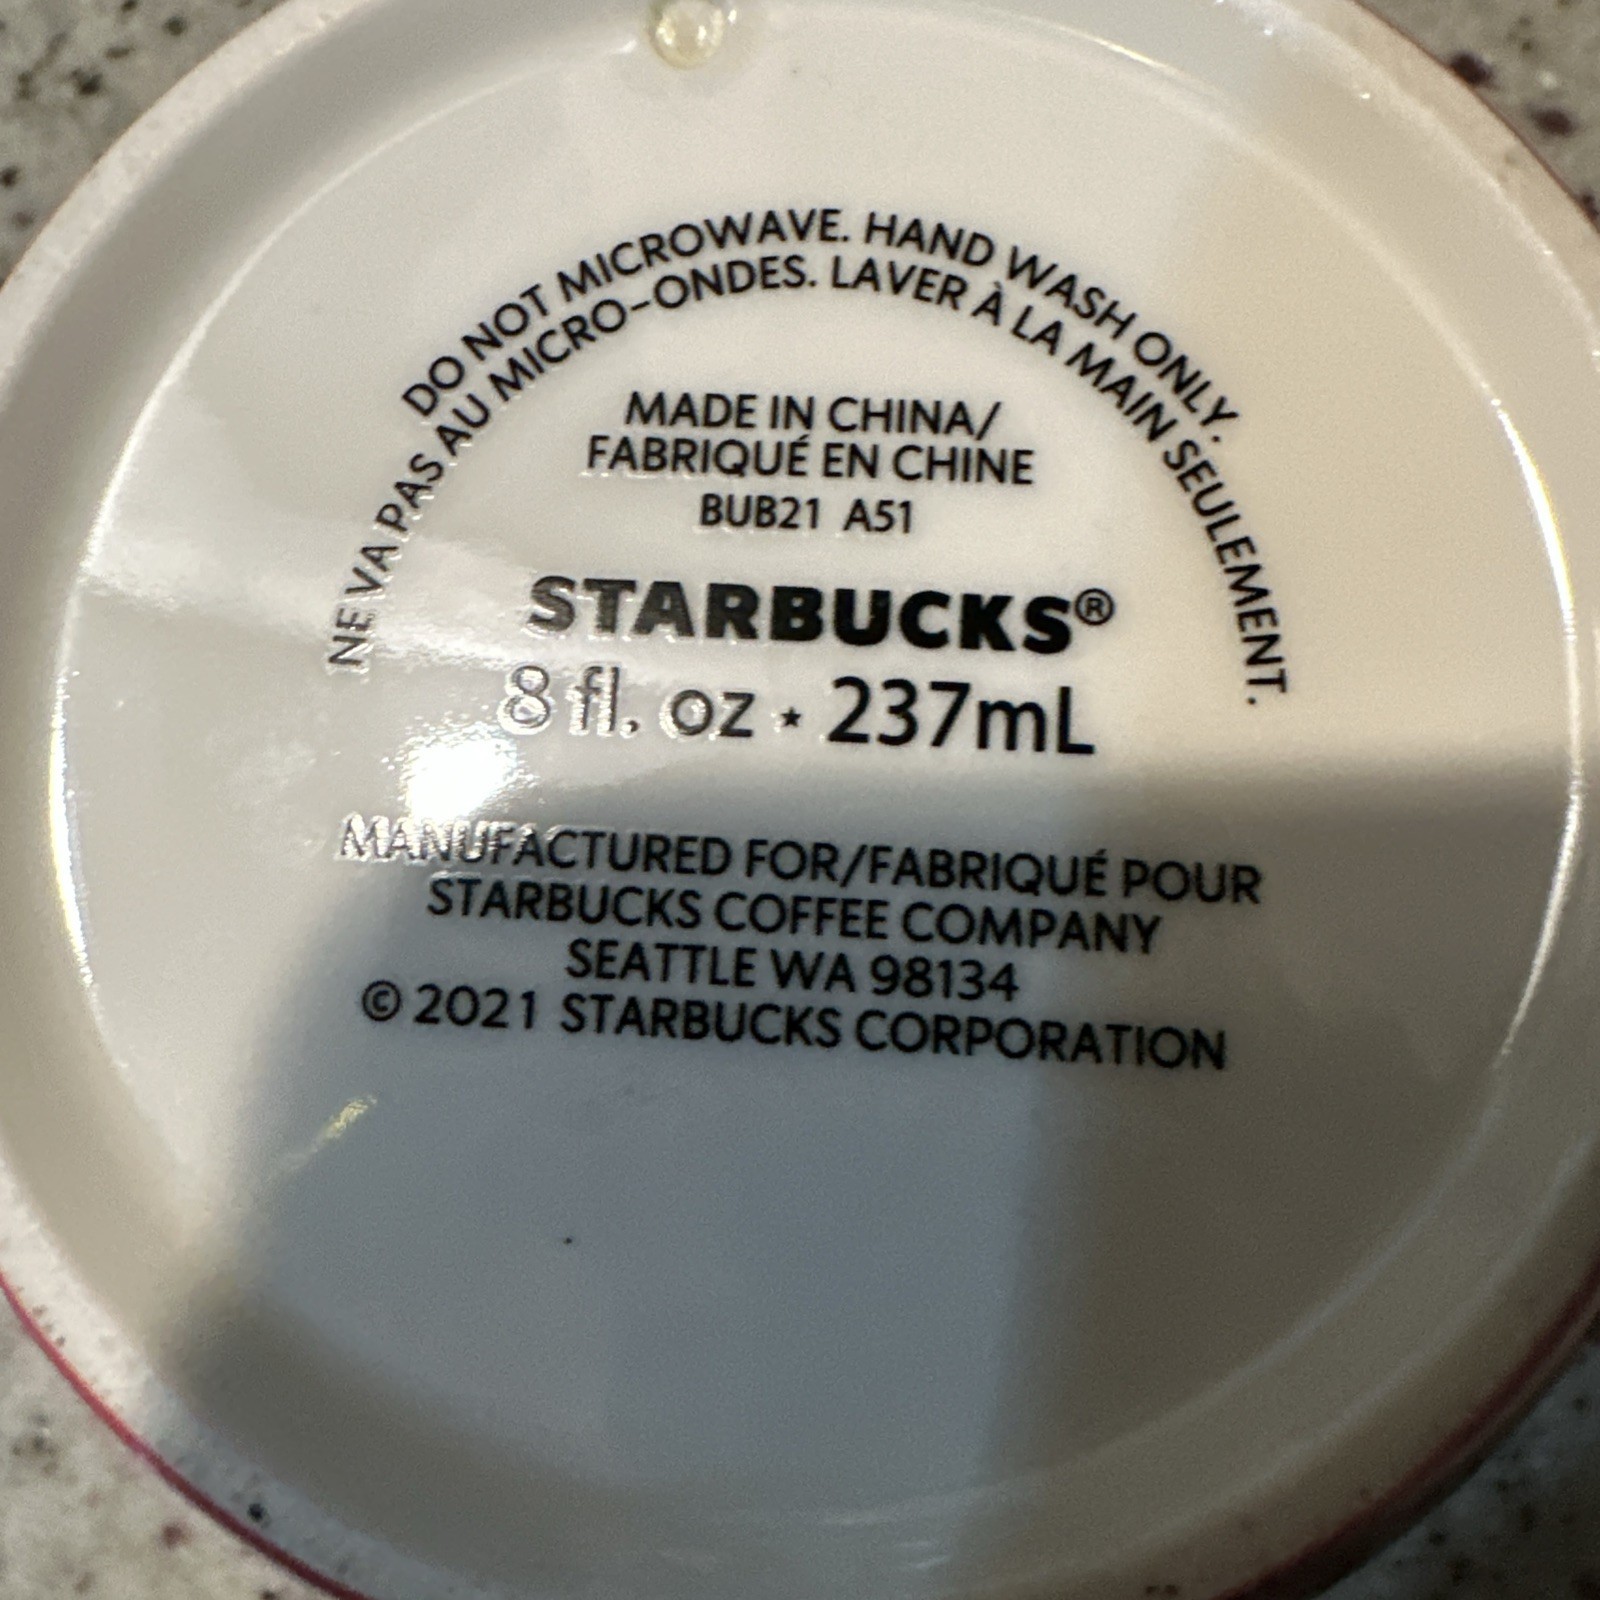 DO NOT MICROWAVE. HAND WASH ONLY.
NE VA PAS AU MICRO-ONDES. LAVER À LA MAIN SEULEMENT.
MADE IN CHINA/
FABRIQUÉ EN CHINE
BUB21 A51
STARBUCKS®
8 fl. oz ⋆ 237mL
MANUFACTURED FOR/FABRIQUÉ POUR
STARBUCKS COFFEE COMPANY
SEATTLE WA 98134
© 2021 STARBUCKS CORPORATION